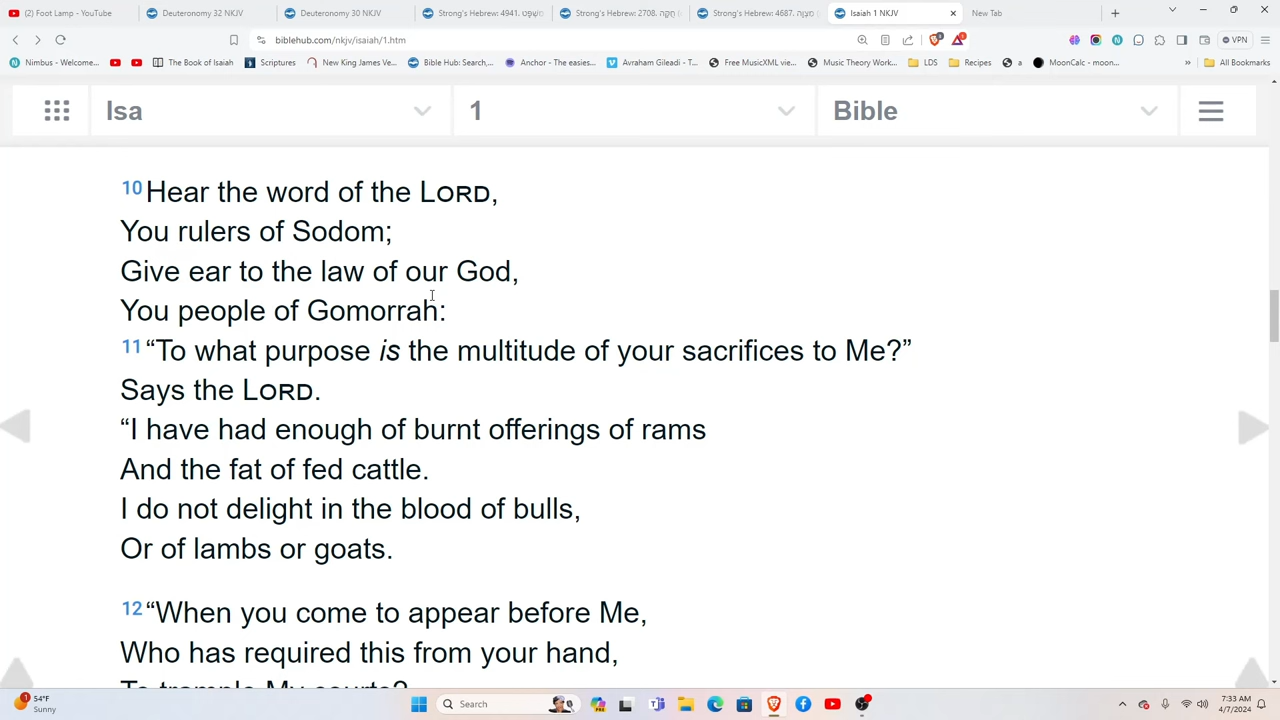 (2) Foot Lamp - YouTube
Deuteronomy 32 NKJV
Deuteronomy 30 NKJV
Strong's Hebrew: 4941. מִשְׁפָּט
Strong's Hebrew: 2708.
Strong's Hebrew: 4687.
Isaiah 1 NKJV
New Tab
biblehub.com/nkjv/isaiah/1.htm
VPN
Nimbus - Welcome...
The Book of Isaiah
Scriptures
New King James Ve...
Bible Hub: Search,...
Anchor - The easies...
Avraham Gileadi - T...
Free MusicXML vie...
Music Theory Work...
LDS
Recipes
a
MoonCalc - moon...
»
All Bookmarks
Isa
1
Bible
10 Hear the word of the LORD,
You rulers of Sodom;
Give ear to the law of our God,
You people of Gomorrah:
11 “To what purpose is the multitude of your sacrifices to Me?”
Says the LORD.
“I have had enough of burnt offerings of rams
And the fat of fed cattle.
I do not delight in the blood of bulls,
Or of lambs or goats.
12 “When you come to appear before Me,
Who has required this from your hand,
To trample My courts?
1
54°F
Sunny
Search
7:33 AM
4/7/2024